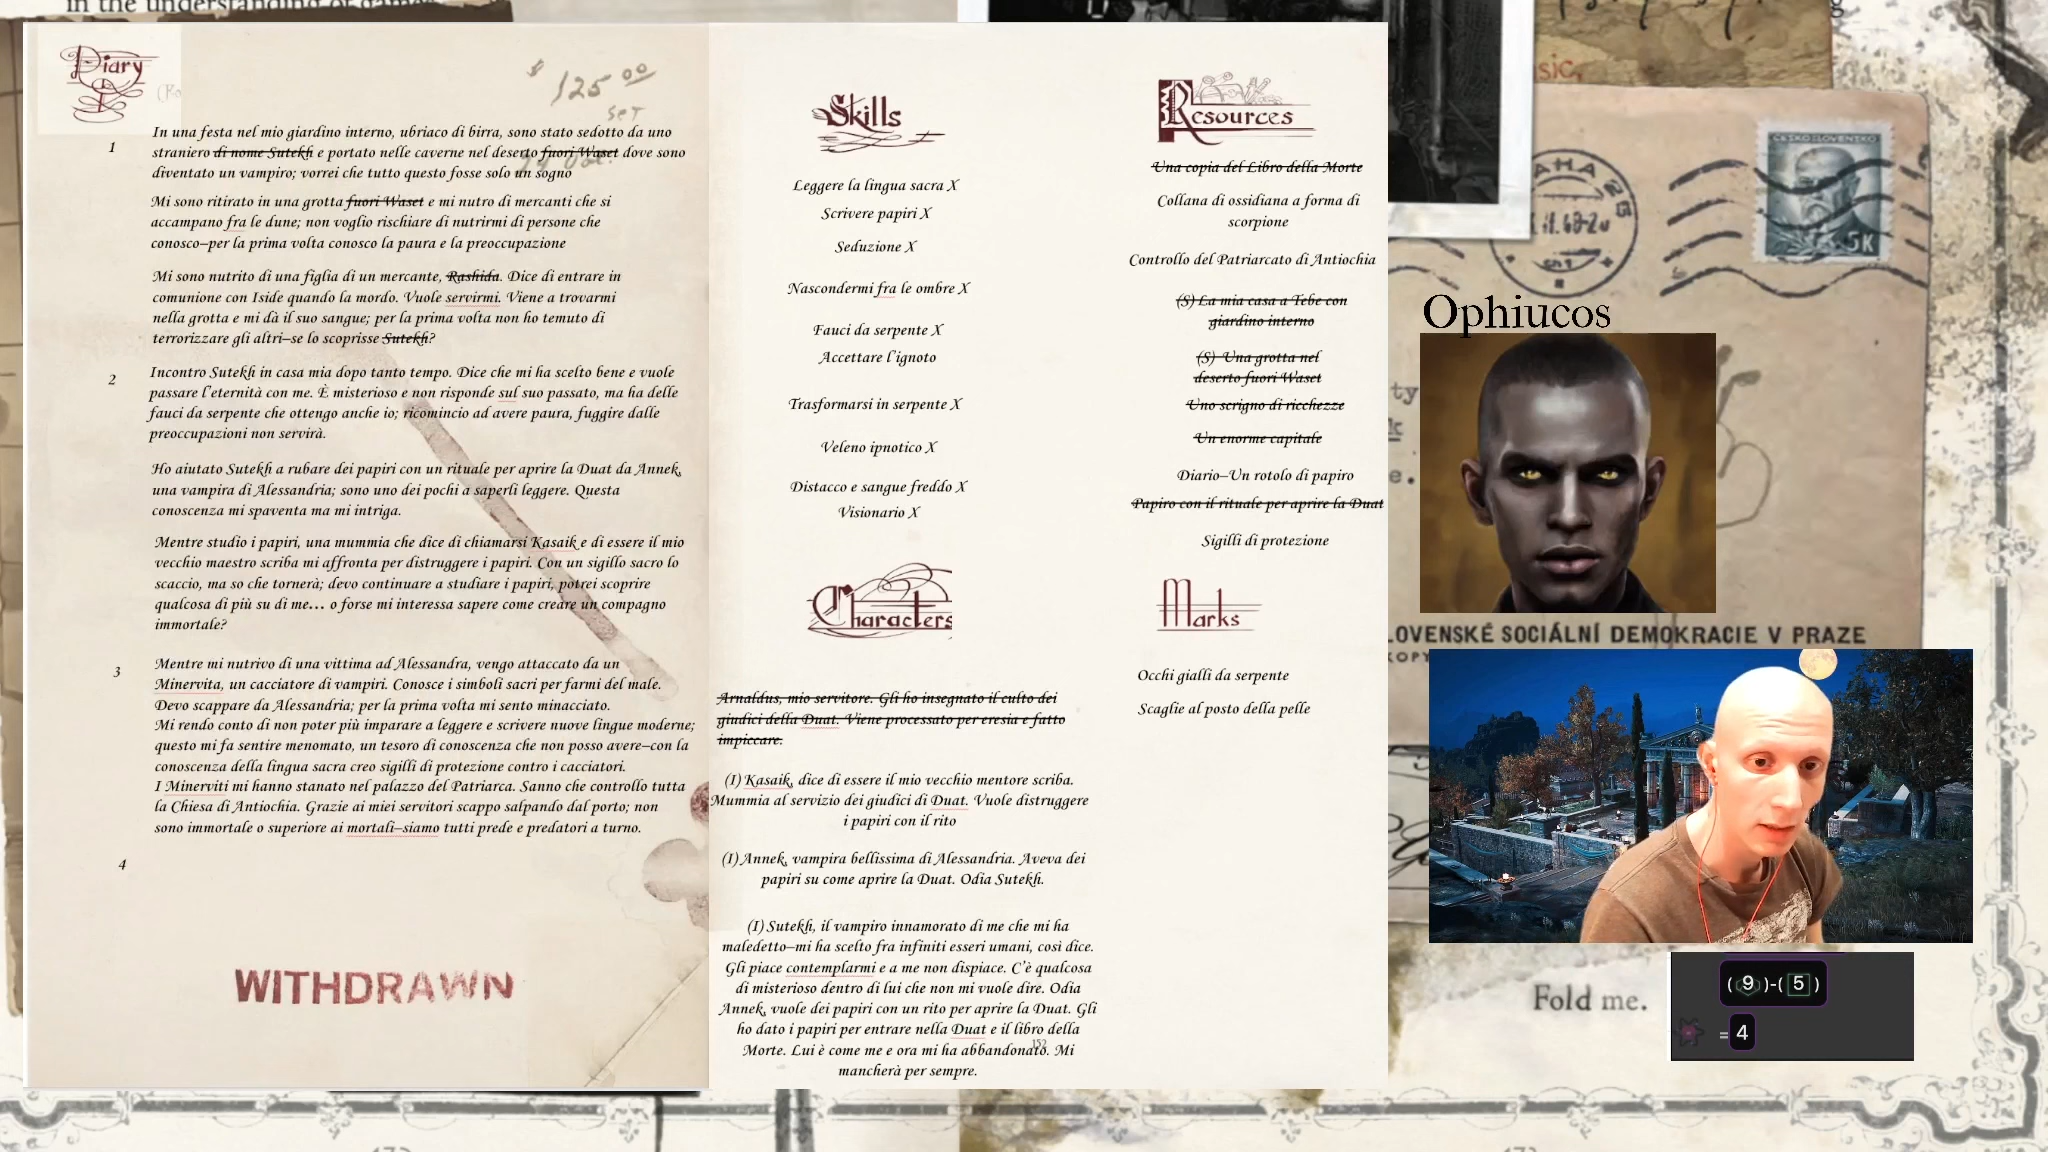 in the understanding of games
Diary
$ 125 00
set
1
In una festa nel mio giardino interno, ubriaco di birra, sono stato sedotto da uno
straniero di nome Sutekh e portato nelle caverne nel deserto fuori Waset dove sono
diventato un vampiro; vorrei che tutto questo fosse solo un sogno
Mi sono ritirato in una grotta fuori Waset e mi nutro di mercanti che si
accampano fra le dune; non voglio rischiare di nutrirmi di persone che
conosco–per la prima volta conosco la paura e la preoccupazione
Mi sono nutrito di una figlia di un mercante, Rashida. Dice di entrare in
comunione con Iside quando la mordo. Vuole servirmi. Viene a trovarmi
nella grotta e mi dà il suo sangue; per la prima volta non ho temuto di
terrorizzare gli altri–se lo scoprisse Sutekh?
2
Incontro Sutekh in casa mia dopo tanto tempo. Dice che mi ha scelto bene e vuole
passare l'eternità con me. È misterioso e non risponde sul suo passato, ma ha delle
fauci da serpente che ottengo anche io; ricomincio ad avere paura, fuggire dalle
preoccupazioni non servirà.
Ho aiutato Sutekh a rubare dei papiri con un rituale per aprire la Duat da Annek,
una vampira di Alessandria; sono uno dei pochi a saperli leggere. Questa
conoscenza mi spaventa ma mi intriga.
Mentre studio i papiri, una mummia che dice di chiamarsi Kasaik e di essere il mio
vecchio maestro scriba mi affronta per distruggere i papiri. Con un sigillo sacro lo
scaccio, ma so che tornerà; devo continuare a studiare i papiri, potrei scoprire
qualcosa di più su di me... o forse mi interessa sapere come creare un compagno
immortale?
3
Mentre mi nutrivo di una vittima ad Alessandra, vengo attaccato da un
Minervita, un cacciatore di vampiri. Conosce i simboli sacri per farmi del male.
Devo scappare da Alessandria; per la prima volta mi sento minacciato.
Mi rendo conto di non poter più imparare a leggere e scrivere nuove lingue moderne;
questo mi fa sentire menomato, un tesoro di conoscenza che non posso avere–con la
conoscenza della lingua sacra creo sigilli di protezione contro i cacciatori.
I Minerviti mi hanno stanato nel palazzo del Patriarca. Sanno che controllo tutta
la Chiesa di Antiochia. Grazie ai miei servitori scappo salpando dal porto; non
sono immortale o superiore ai mortali–siamo tutti prede e predatori a turno.
4
WITHDRAWN
Skills
Leggere la lingua sacra X
Scrivere papiri X
Seduzione X
Nascondermi fra le ombre X
Fauci da serpente X
Accettare l'ignoto
Trasformarsi in serpente X
Veleno ipnotico X
Distacco e sangue freddo X
Visionario X
Characters
Arnaldus, mio servitore. Gli ho insegnato il culto dei
giudici della Duat. Viene processato per eresia e fatto
impiccare.
(I) Kasaik, dice di essere il mio vecchio mentore scriba.
Mummia al servizio dei giudici di Duat. Vuole distruggere
i papiri con il rito
(I) Annek, vampira bellissima di Alessandria. Aveva dei
papiri su come aprire la Duat. Odia Sutekh.
(I) Sutekh, il vampiro innamorato di me che mi ha
maledetto–mi ha scelto fra infiniti esseri umani, così dice.
Gli piace contemplarmi e a me non dispiace. C'è qualcosa
di misterioso dentro di lui che non mi vuole dire. Odia
Annek, vuole dei papiri con un rito per aprire la Duat. Gli
ho dato i papiri per entrare nella Duat e il libro della
Morte. Lui è come me e ora mi ha abbandonato. Mi
mancherà per sempre.
152
Resources
Una copia del Libro della Morte
Collana di ossidiana a forma di
scorpione
Controllo del Patriarcato di Antiochia
(S) La mia casa a Tebe con
giardino interno
(S) Una grotta nel
deserto fuori Waset
Uno scrigno di ricchezze
Un enorme capitale
Diario–Un rotolo di papiro
Papiro con il rituale per aprire la Duat
Sigilli di protezione
Marks
Occhi gialli da serpente
Scaglie al posto della pelle
sic.
ČESKOSLOVENSKO
5K
Ophiucos
LOVENSKÉ SOCIÁLNÍ DEMOKRACIE V PRAZE
Fold me.
(9)-(5)
=4